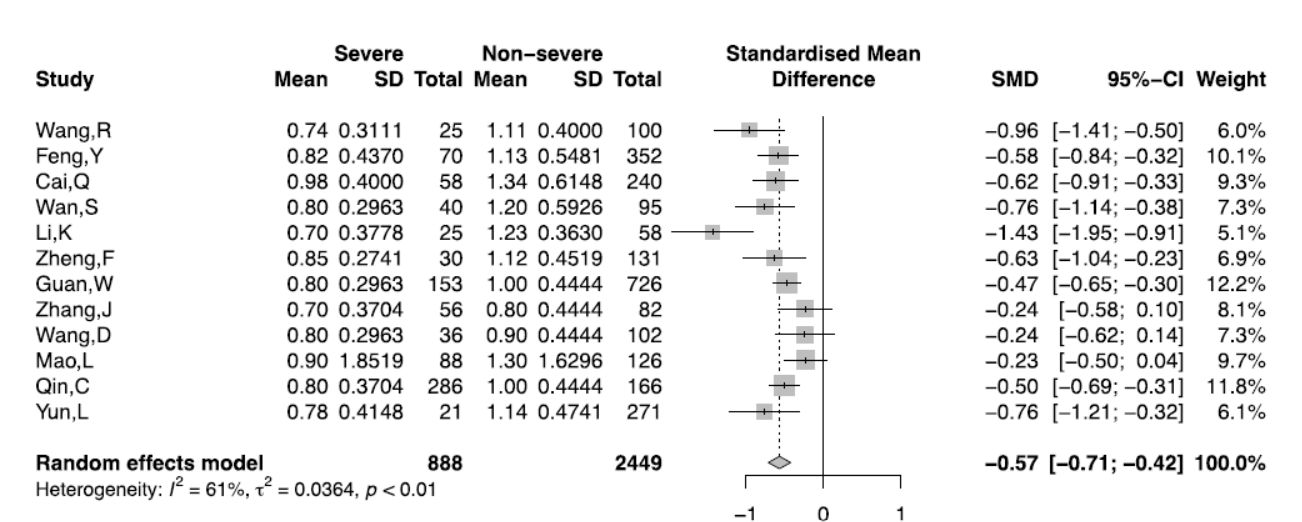 Severe Non−severe Standardised Mean
Study Mean SD Total Mean SD Total Difference SMD 95%−CI Weight
Wang,R 0.74 0.3111 25 1.11 0.4000 100 −0.96 [−1.41; −0.50] 6.0%
Feng,Y 0.82 0.4370 70 1.13 0.5481 352 −0.58 [−0.84; −0.32] 10.1%
Cai,Q 0.98 0.4000 58 1.34 0.6148 240 −0.62 [−0.91; −0.33] 9.3%
Wan,S 0.80 0.2963 40 1.20 0.5926 95 −0.76 [−1.14; −0.38] 7.3%
Li,K 0.70 0.3778 25 1.23 0.3630 58 −1.43 [−1.95; −0.91] 5.1%
Zheng,F 0.85 0.2741 30 1.12 0.4519 131 −0.63 [−1.04; −0.23] 6.9%
Guan,W 0.80 0.2963 153 1.00 0.4444 726 −0.47 [−0.65; −0.30] 12.2%
Zhang,J 0.70 0.3704 56 0.80 0.4444 82 −0.24 [−0.58; 0.10] 8.1%
Wang,D 0.80 0.2963 36 0.90 0.4444 102 −0.24 [−0.62; 0.14] 7.3%
Mao,L 0.90 1.8519 88 1.30 1.6296 126 −0.23 [−0.50; 0.04] 9.7%
Qin,C 0.80 0.3704 286 1.00 0.4444 166 −0.50 [−0.69; −0.31] 11.8%
Yun,L 0.78 0.4148 21 1.14 0.4741 271 −0.76 [−1.21; −0.32] 6.1%
Random effects model 888 2449 −0.57 [−0.71; −0.42] 100.0%
Heterogeneity: I² = 61%, τ² = 0.0364, p < 0.01
−1 0 1